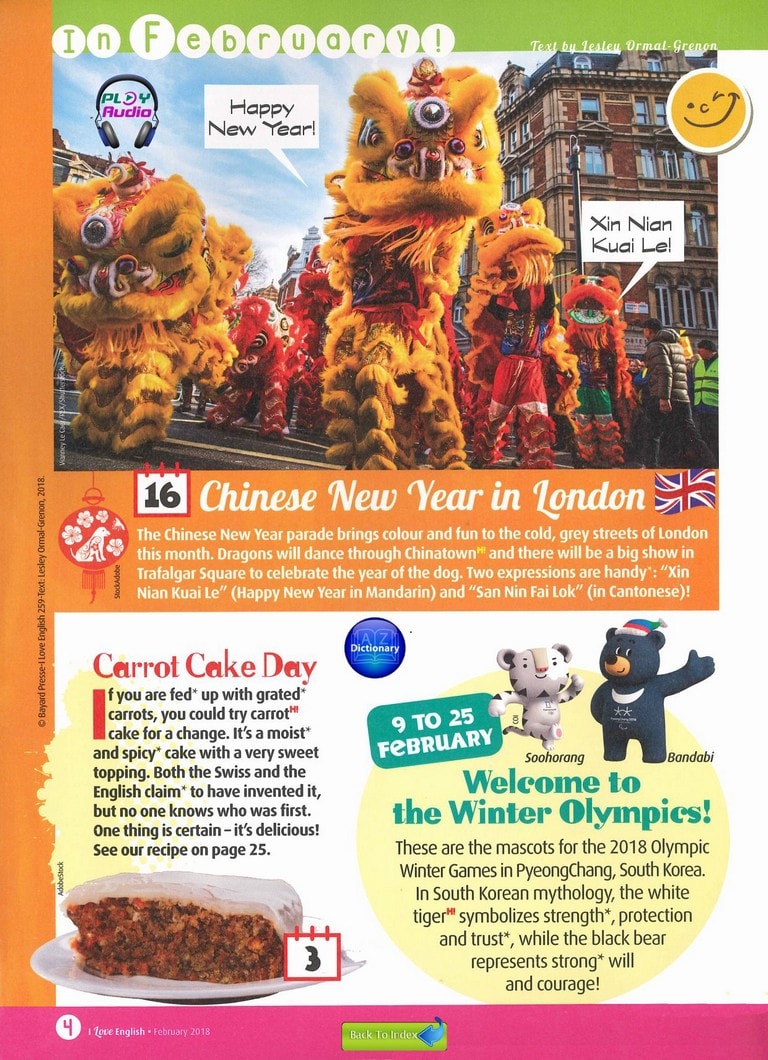 In February!
Text by Lesley Ormal-Grenon
PLAY
Audio
Happy
New Year!
Xin Nian
Kuai Le!
16
Chinese New Year in London
The Chinese New Year parade brings colour and fun to the cold, grey streets of London
this month. Dragons will dance through ChinatownH! and there will be a big show in
Trafalgar Square to celebrate the year of the dog. Two expressions are handy*: “Xin
Nian Kuai Le” (Happy New Year in Mandarin) and “San Nin Fai Lok” (in Cantonese)!
StockAdobe
© Bayard Presse-I Love English 259-Text: Lesley Ormal-Grenon, 2018.
A-Z
Dictionary
Carrot Cake Day
If you are fed* up with grated*
carrots, you could try carrotH!
cake for a change. It’s a moist*
and spicy* cake with a very sweet
topping. Both the Swiss and the
English claim* to have invented it,
but no one knows who was first.
One thing is certain – it’s delicious!
See our recipe on page 25.
AdobeStock
3
9 TO 25
FEBRUARY
Soohorang
Bandabi
Welcome to
the Winter Olympics!
These are the mascots for the 2018 Olympic
Winter Games in PyeongChang, South Korea.
In South Korean mythology, the white
tigerH! symbolizes strength*, protection
and trust*, while the black bear
represents strong* will
and courage!
4
I Love English • February 2018
Back To Index